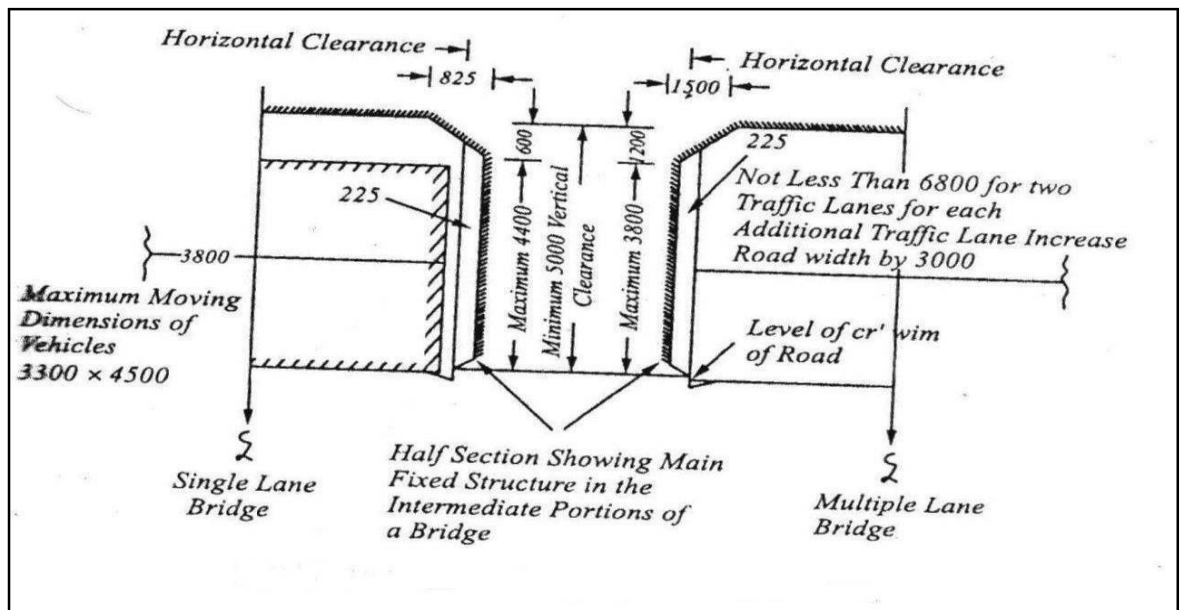 Horizontal Clearance
Horizontal Clearance
825
1500
600
1200
225
225
Maximum 4400
Minimum 5000 Vertical
Clearance
Maximum 3800
Not Less Than 6800 for two
Traffic Lanes for each
Additional Traffic Lane Increase
Road width by 3000
3800
Maximum Moving
Dimensions of
Vehicles
3300 × 4500
Level of cr' wim
of Road
Half Section Showing Main
Fixed Structure in the
Intermediate Portions of
a Bridge
Single Lane
Bridge
Multiple Lane
Bridge